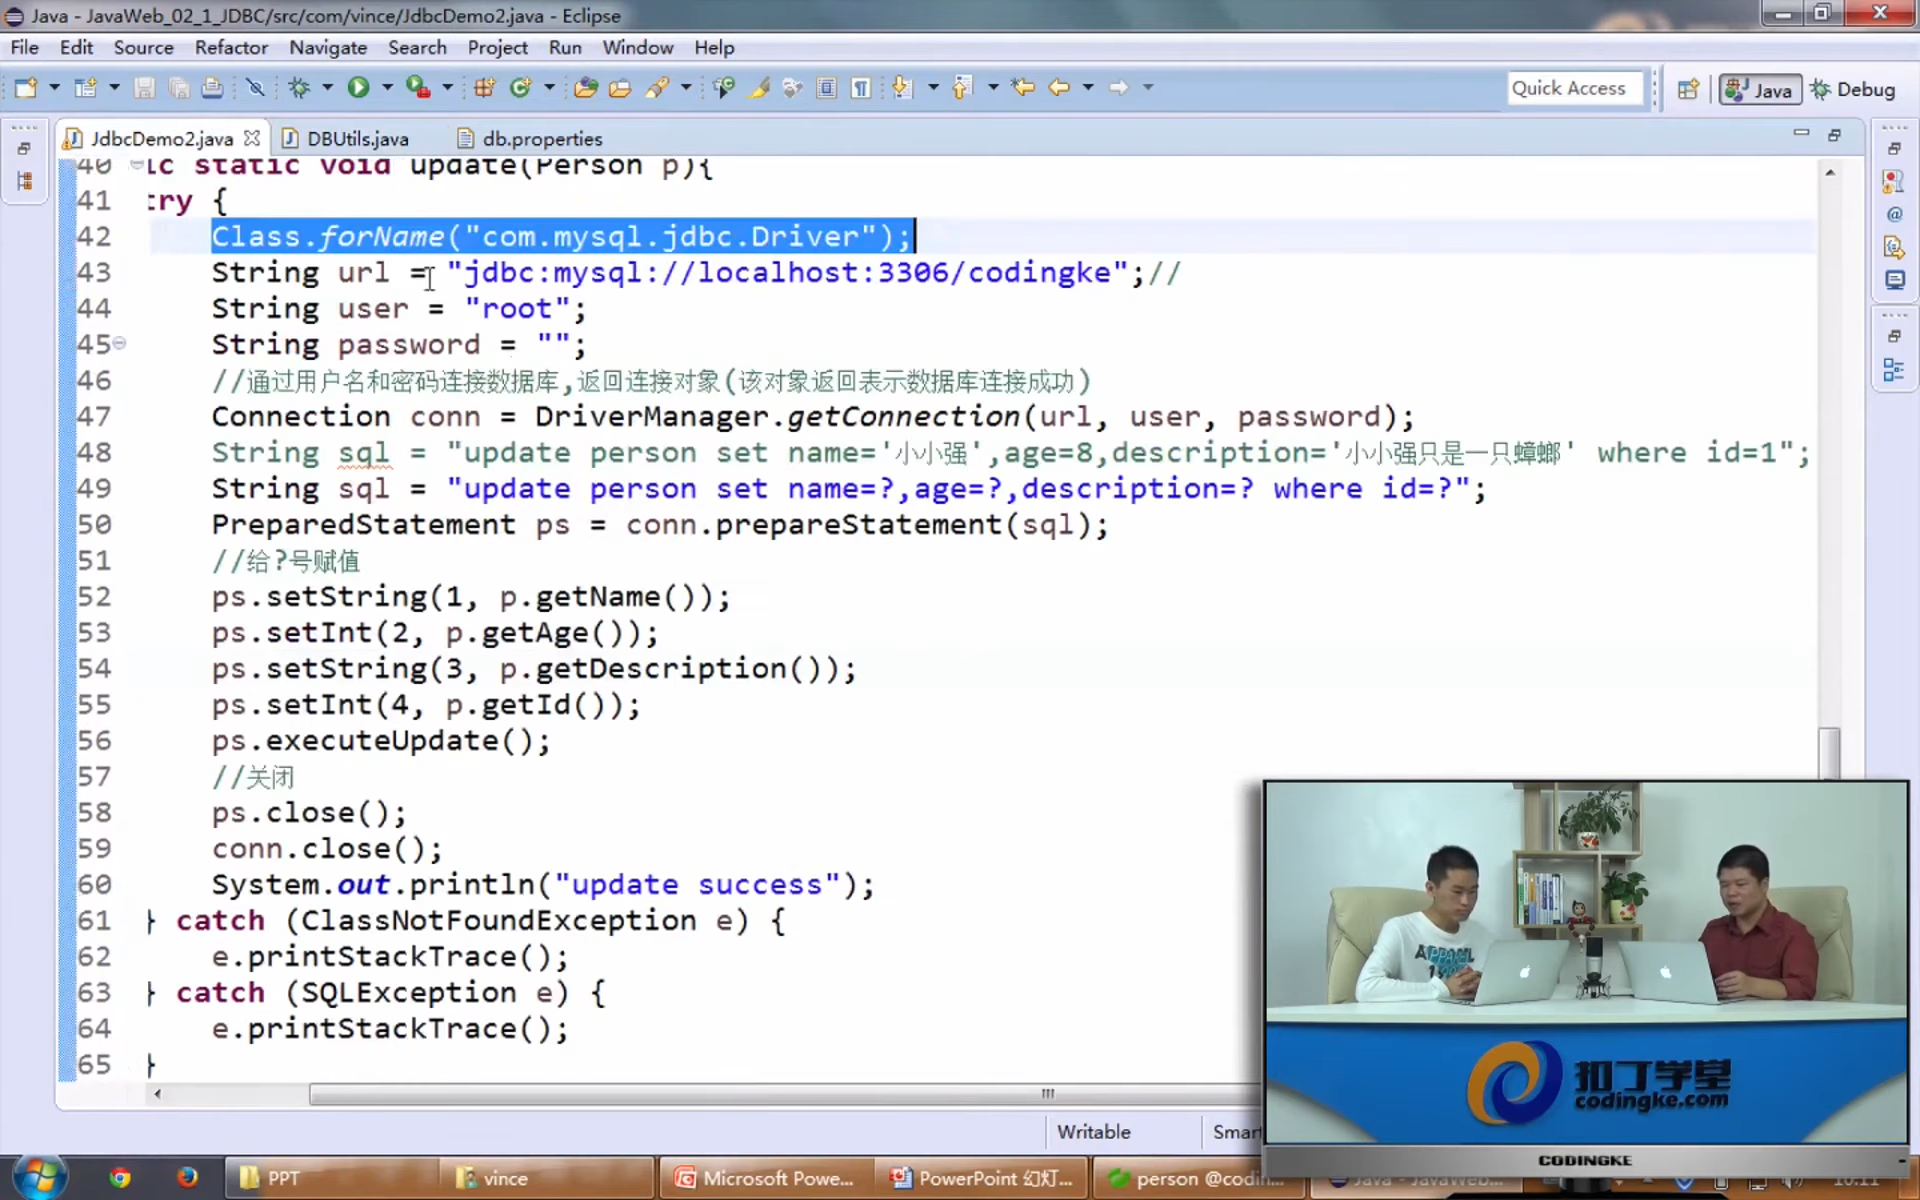 Java - JavaWeb_02_1_JDBC/src/com/vince/JdbcDemo2.java - Eclipse
File Edit Source Refactor Navigate Search Project Run Window Help
Quick Access
Java
Debug
JdbcDemo2.java
DBUtils.java
db.properties
40 ic static void update(Person p){
41 try {
42 Class.forName("com.mysql.jdbc.Driver");
43 String url = "jdbc:mysql://localhost:3306/codingke";//
44 String user = "root";
45 String password = "";
46 //通过用户名和密码连接数据库,返回连接对象(该对象返回表示数据库连接成功)
47 Connection conn = DriverManager.getConnection(url, user, password);
48 String sql = "update person set name='小小强',age=8,description='小小强只是一只蟑螂' where id=1";
49 String sql = "update person set name=?,age=?,description=? where id=?";
50 PreparedStatement ps = conn.prepareStatement(sql);
51 //给?号赋值
52 ps.setString(1, p.getName());
53 ps.setInt(2, p.getAge());
54 ps.setString(3, p.getDescription());
55 ps.setInt(4, p.getId());
56 ps.executeUpdate();
57 //关闭
58 ps.close();
59 conn.close();
60 System.out.println("update success");
61 } catch (ClassNotFoundException e) {
62 e.printStackTrace();
63 } catch (SQLException e) {
64 e.printStackTrace();
65 }
扣丁学堂
codingke.com
CODINGKE
Writable
Smart
PPT
vince
Microsoft Powe...
PowerPoint 幻灯...
person @codin...
Java - JavaWeb...
10:11